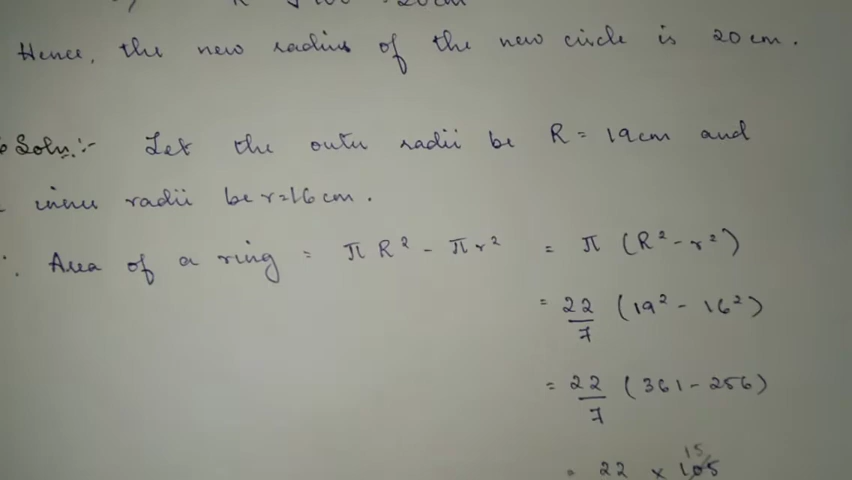 Hence, the new radius of the new circle is 20 cm.
Soln:- Let the outer radii be R = 19cm and
inner radii be r=16 cm.
∴ Area of a ring = πR² - πr² = π (R² - r²)
= 22/7 (19² - 16²)
= 22/7 (361 - 256)
15
= 22 × 105